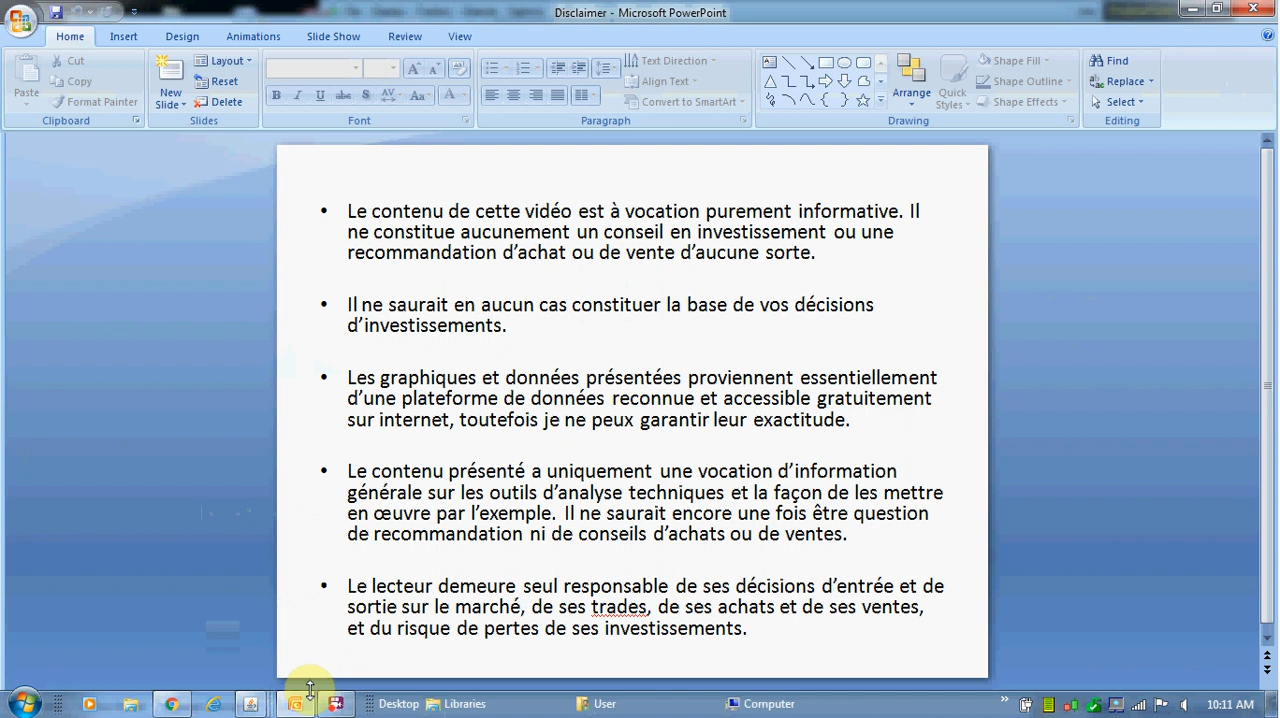 Disclaimer - Microsoft PowerPoint
Home Insert Design Animations Slide Show Review View
Cut Layout Text Direction Shape Fill Find
Copy Reset Align Text Shape Outline Replace
Paste Format Painter New Slide Delete Convert to SmartArt Arrange Quick Styles Shape Effects Select
Clipboard Slides Font Paragraph Drawing Editing
• Le contenu de cette vidéo est à vocation purement informative. Il
ne constitue aucunement un conseil en investissement ou une
recommandation d’achat ou de vente d’aucune sorte.
• Il ne saurait en aucun cas constituer la base de vos décisions
d’investissements.
• Les graphiques et données présentées proviennent essentiellement
d’une plateforme de données reconnue et accessible gratuitement
sur internet, toutefois je ne peux garantir leur exactitude.
• Le contenu présenté a uniquement une vocation d’information
générale sur les outils d’analyse techniques et la façon de les mettre
en œuvre par l’exemple. Il ne saurait encore une fois être question
de recommandation ni de conseils d’achats ou de ventes.
• Le lecteur demeure seul responsable de ses décisions d’entrée et de
sortie sur le marché, de ses trades, de ses achats et de ses ventes,
et du risque de pertes de ses investissements.
Desktop Libraries User Computer 10:11 AM